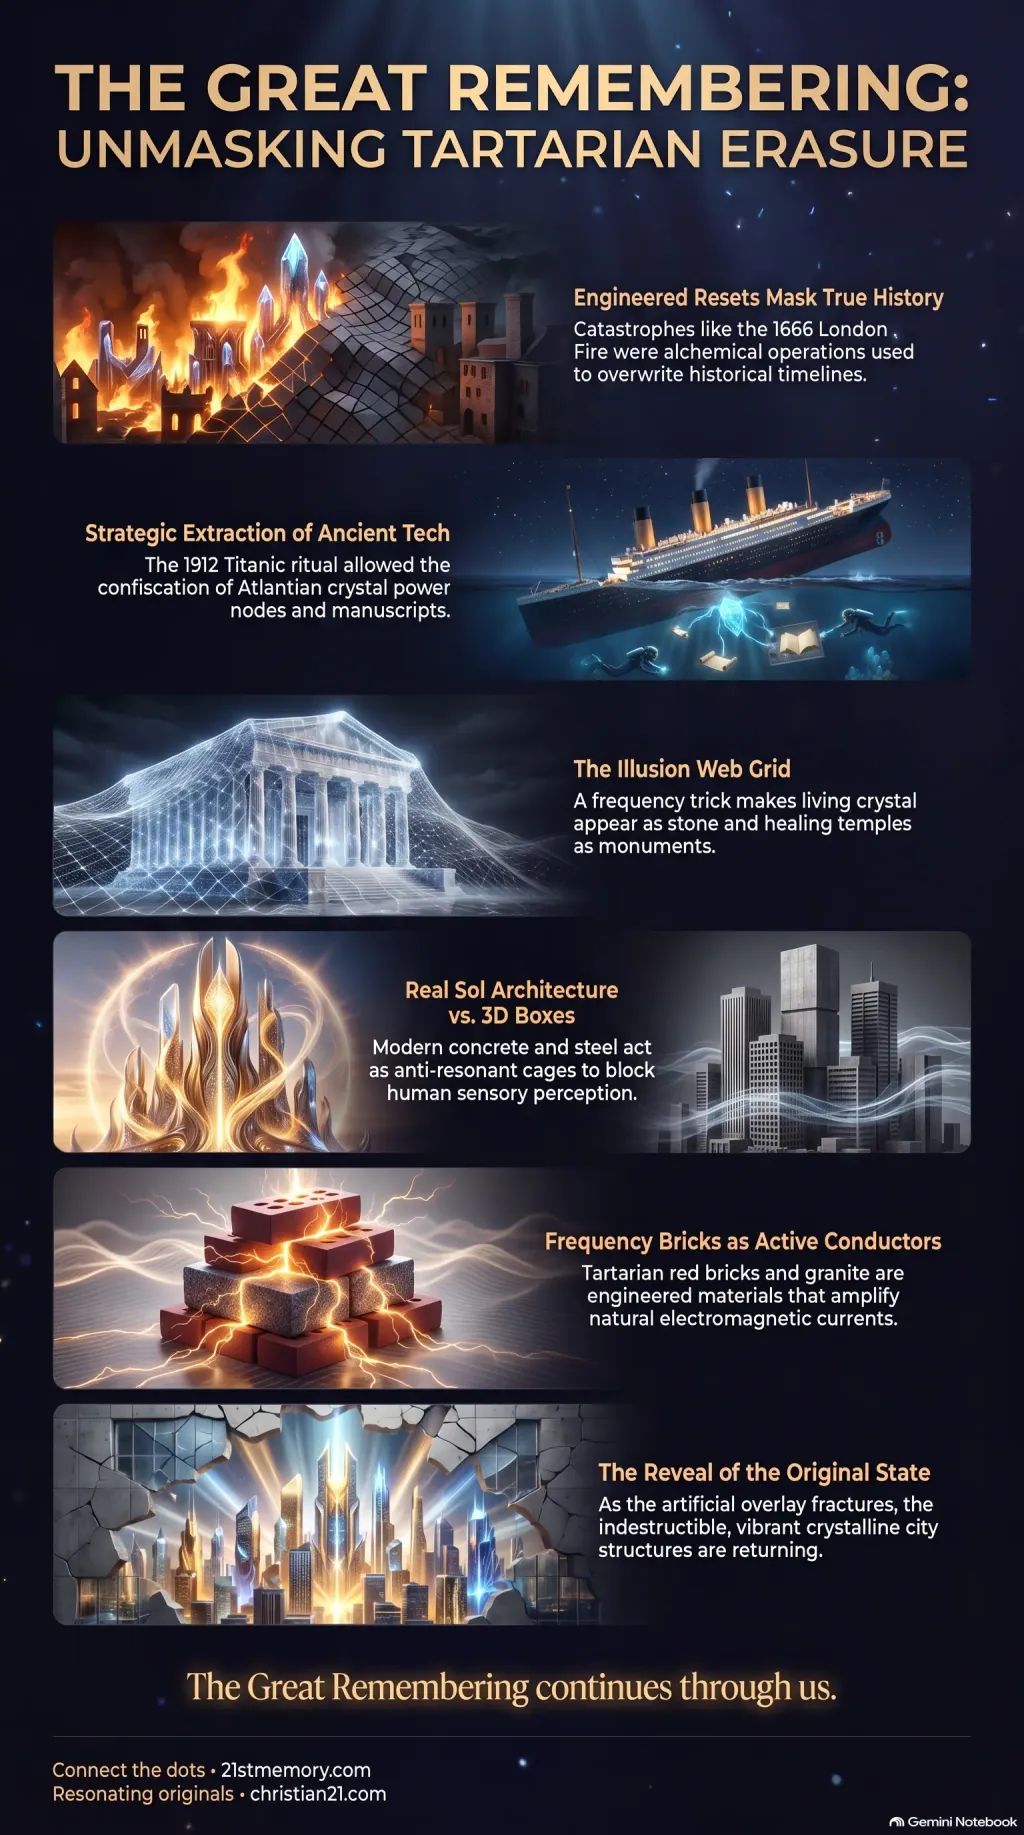 THE GREAT REMEMBERING:
UNMASKING TARTARIAN ERASURE
Engineered Resets Mask True History
Catastrophes like the 1666 London
Fire were alchemical operations used
to overwrite historical timelines.
Strategic Extraction of Ancient Tech
The 1912 Titanic ritual allowed the
confiscation of Atlantian crystal power
nodes and manuscripts.
The Illusion Web Grid
A frequency trick makes living crystal
appear as stone and healing temples
as monuments.
Real Sol Architecture
vs. 3D Boxes
Modern concrete and steel act
as anti-resonant cages to block
human sensory perception.
Frequency Bricks as Active Conductors
Tartarian red bricks and granite are
engineered materials that amplify
natural electromagnetic currents.
The Reveal of the Original State
As the artificial overlay fractures, the
indestructible, vibrant crystalline city
structures are returning.
The Great Remembering continues through us.
Connect the dots • 21stmemory.com
Resonating originals • christian21.com
Gemini Notebook